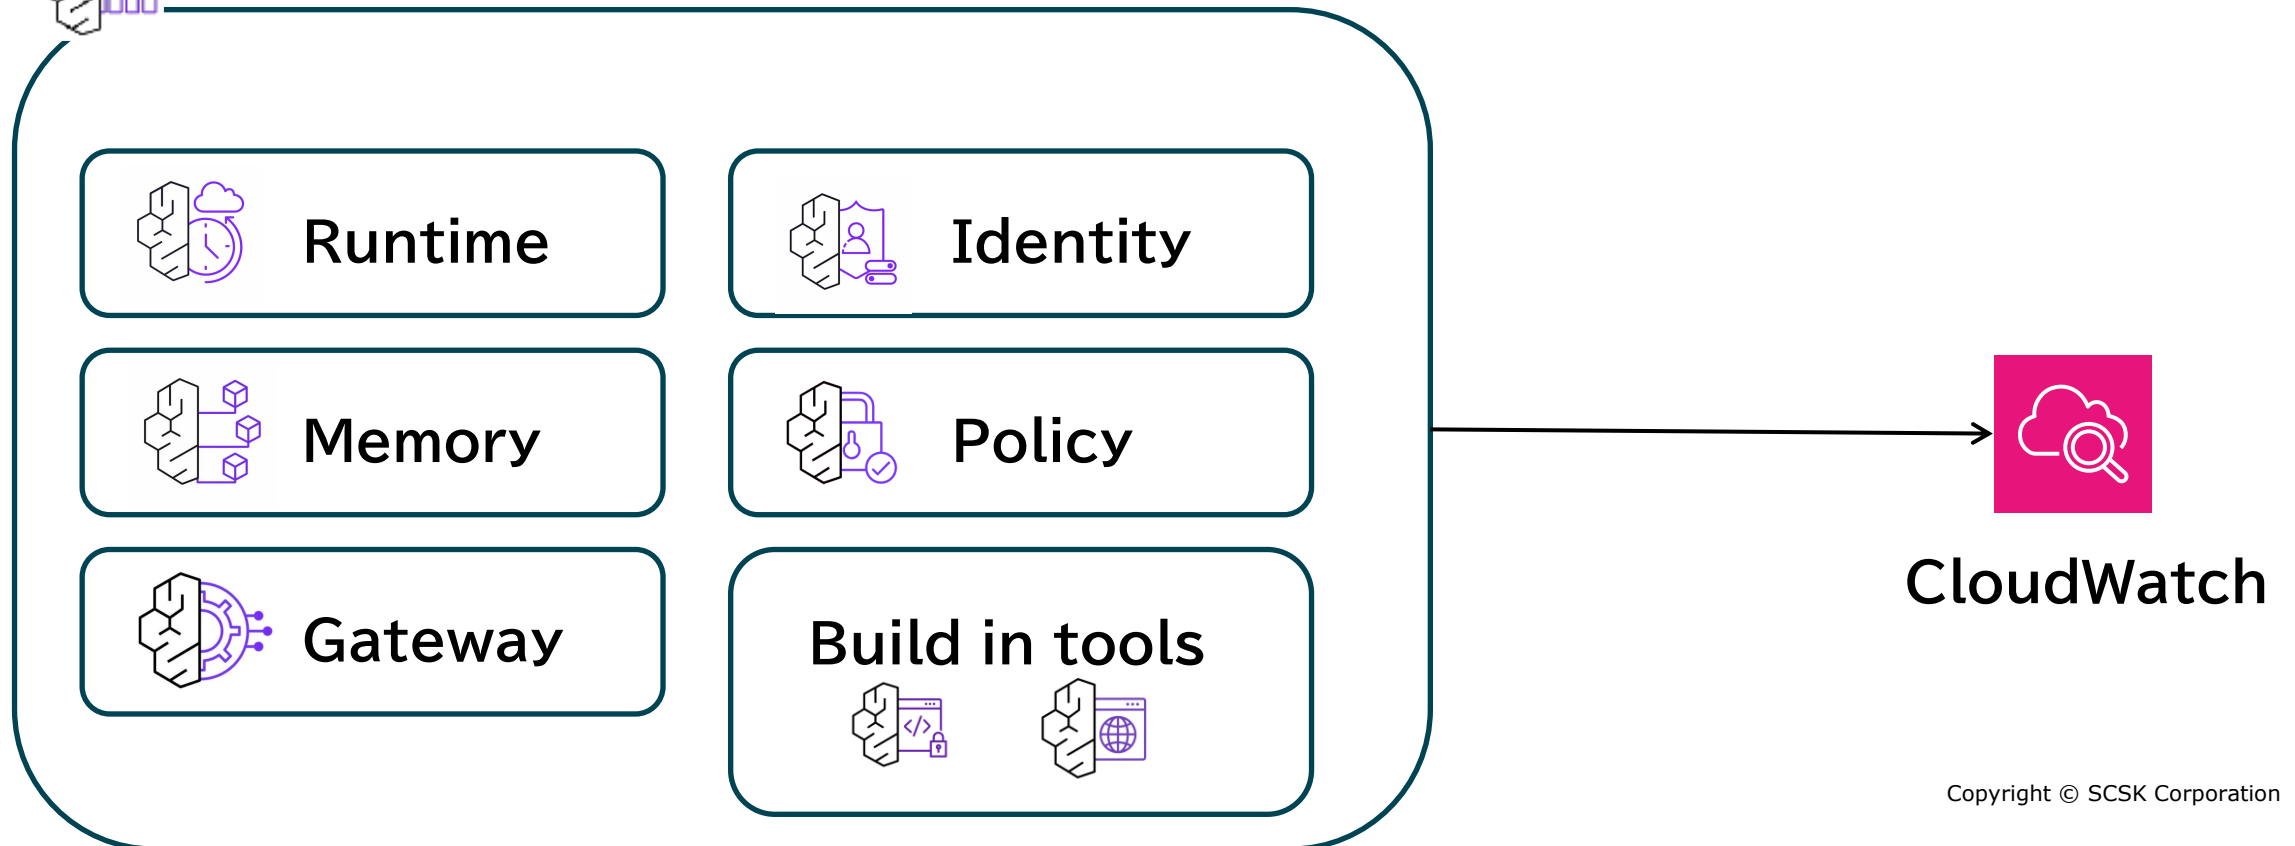 Runtime
Identity
Memory
Policy
Gateway
Build in tools
CloudWatch
Copyright © SCSK Corporation